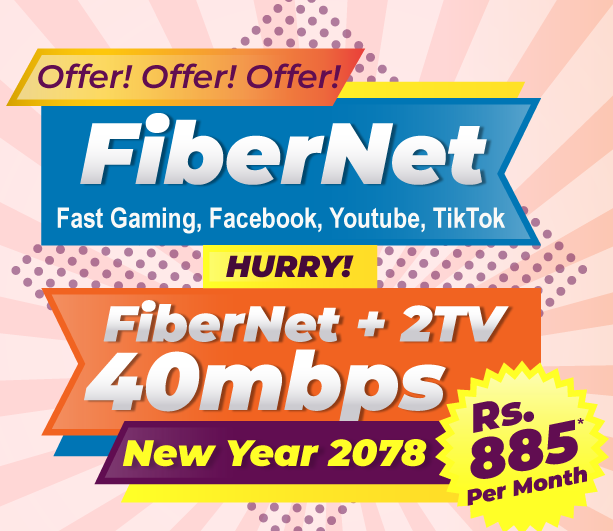 Offer! Offer! Offer!
FiberNet
Fast Gaming, Facebook, Youtube, TikTok
HURRY!
FiberNet + 2TV
40mbps
New Year 2078
Rs.
885*
Per Month